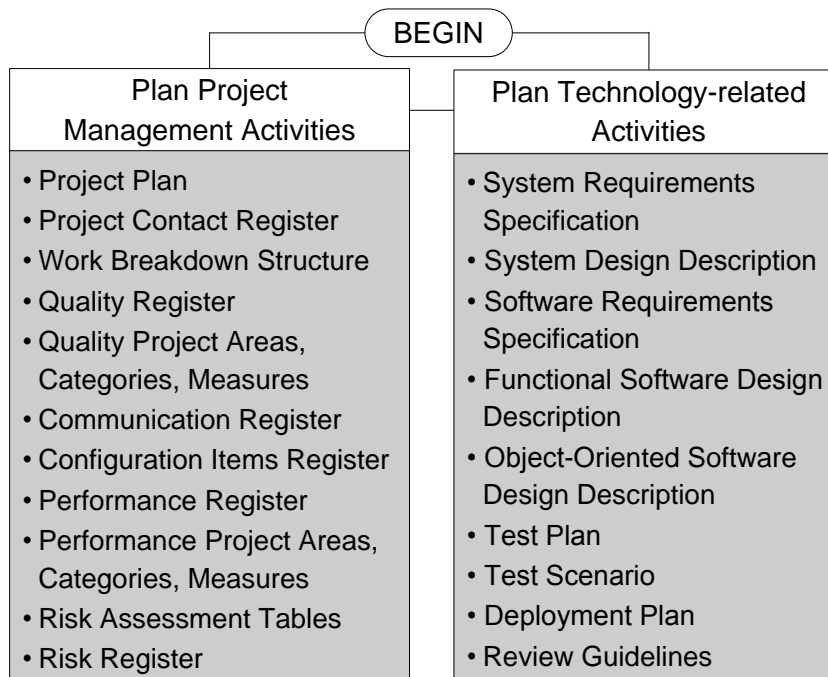 BEGIN
Plan Project
Management Activities
• Project Plan
• Project Contact Register
• Work Breakdown Structure
• Quality Register
• Quality Project Areas,
Categories, Measures
• Communication Register
• Configuration Items Register
• Performance Register
• Performance Project Areas,
Categories, Measures
• Risk Assessment Tables
• Risk Register
Plan Technology-related
Activities
• System Requirements
Specification
• System Design Description
• Software Requirements
Specification
• Functional Software Design
Description
• Object-Oriented Software
Design Description
• Test Plan
• Test Scenario
• Deployment Plan
• Review Guidelines